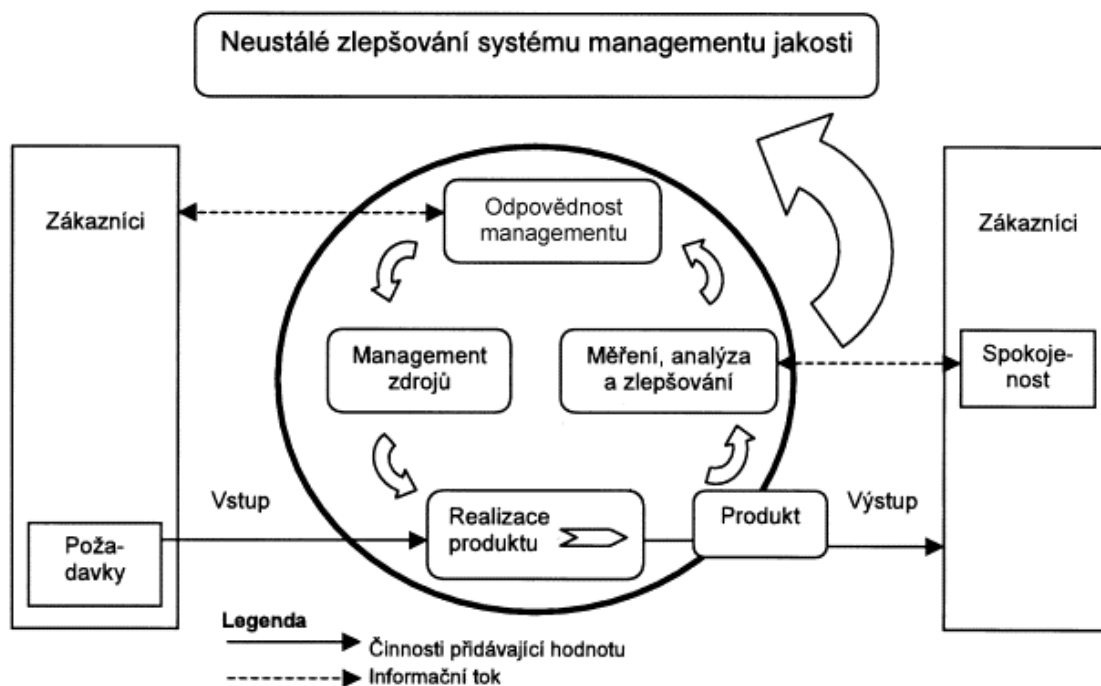 Neustálé zlepšování systému managementu jakosti
Zákazníci
Odpovědnost
managementu
Zákazníci
Management
zdrojů
Měření, analýza
a zlepšování
Spokoje-
nost
Vstup
Realizace
produktu
Produkt
Výstup
Poža-
davky
Legenda
Činnosti přidávající hodnotu
Informační tok